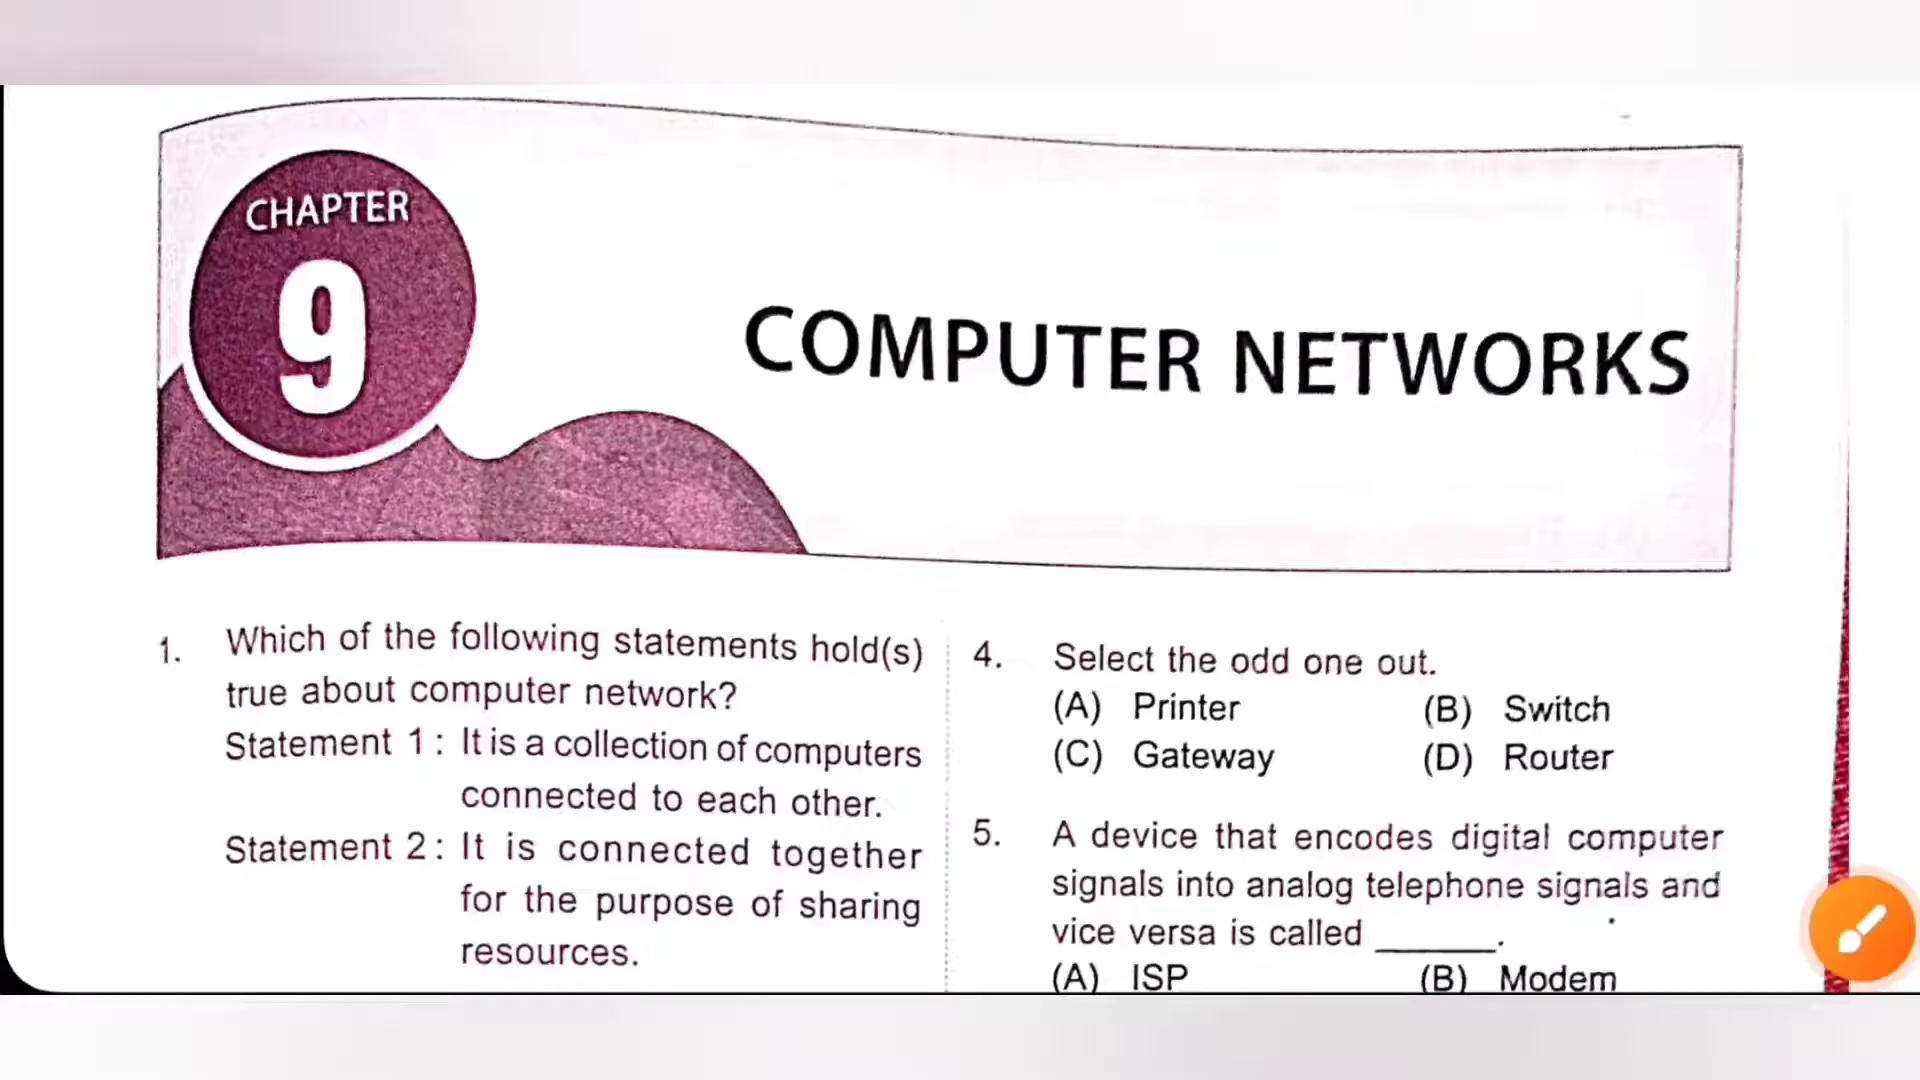 CHAPTER
9
COMPUTER NETWORKS
1. Which of the following statements hold(s)
true about computer network?
Statement 1 : It is a collection of computers
connected to each other.
Statement 2 : It is connected together
for the purpose of sharing
resources.
4. Select the odd one out.
(A) Printer (B) Switch
(C) Gateway (D) Router
5. A device that encodes digital computer
signals into analog telephone signals and
vice versa is called ______.
(A) ISP (B) Modem